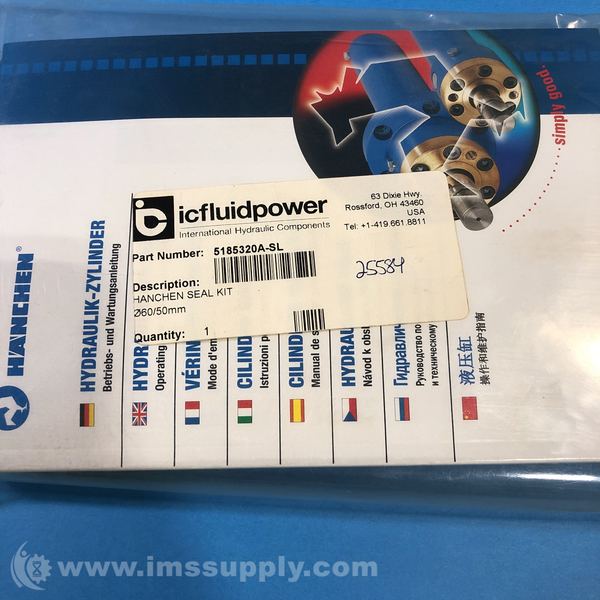 simply good
icfluidpower
International Hydraulic Components
63 Dixie Hwy.
Rossford, OH 43460
USA
Tel: +1-419.661.8811
Part Number: 5185320A-SL
25584
Description:
HANCHEN SEAL KIT
Ø60/50mm
Quantity: 1
HÄNCHEN®
HYDRAULIK-ZYLINDER
Betriebs- und Wartungsanleitung
HYDR
Operating
VÉRIN
Mode d'em
CILIND
Istruzioni p
CILIND
Manual de s
HYDRA
Návod k obsl
Гидравлич
Руководство по
и техническому
液压缸
操作和维护指南
www.imssupply.com